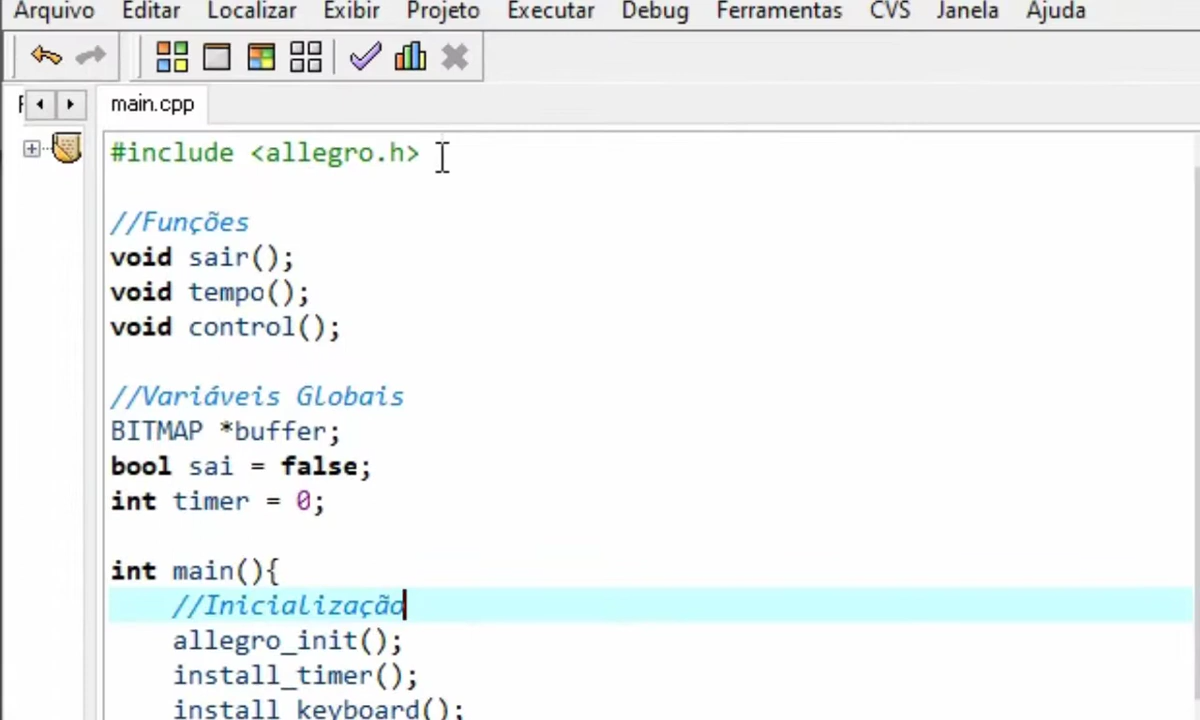 Arquivo Editar Localizar Exibir Projeto Executar Debug Ferramentas CVS Janela Ajuda
main.cpp
#include <allegro.h>
//Funções
void sair();
void tempo();
void control();
//Variáveis Globais
BITMAP *buffer;
bool sai = false;
int timer = 0;
int main(){
//Inicialização
allegro_init();
install_timer();
install_keyboard();